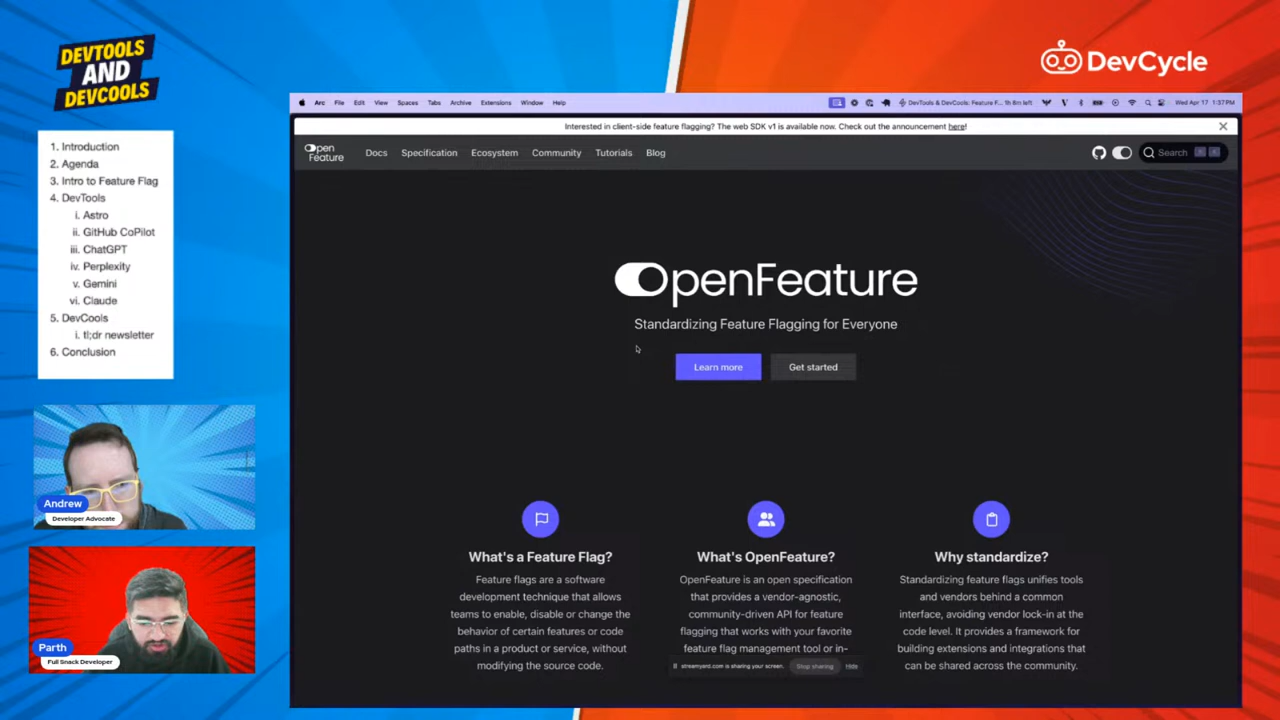 DEVTOOLS
AND
DEVCOOLS
DevCycle
1. Introduction
2. Agenda
3. Intro to Feature Flag
4. DevTools
i. Astro
ii. GitHub CoPilot
iii. ChatGPT
iv. Perplexity
v. Gemini
vi. Claude
5. DevCools
i. tl;dr newsletter
6. Conclusion
Andrew
Developer Advocate
Parth
Full Snack Developer
Arc File Edit View Spaces Tabs Archive Extensions Window Help
DevTools & DevCools; Feature F... 1h 8m left Wed Apr 17 1:37PM
Interested in client-side feature flagging? The web SDK v1 is available now. Check out the announcement here!
Open Feature
Docs Specification Ecosystem Community Tutorials Blog
Search
OpenFeature
Standardizing Feature Flagging for Everyone
Learn more
Get started
What's a Feature Flag?
Feature flags are a software
development technique that allows
teams to enable, disable or change the
behavior of certain features or code
paths in a product or service, without
modifying the source code.
What's OpenFeature?
OpenFeature is an open specification
that provides a vendor-agnostic,
community-driven API for feature
flagging that works with your favorite
feature flag management tool or in-
streamyard.com is sharing your screen. Stop sharing Hide
Why standardize?
Standardizing feature flags unifies tools
and vendors behind a common
interface, avoiding vendor lock-in at the
code level. It provides a framework for
building extensions and integrations that
can be shared across the community.